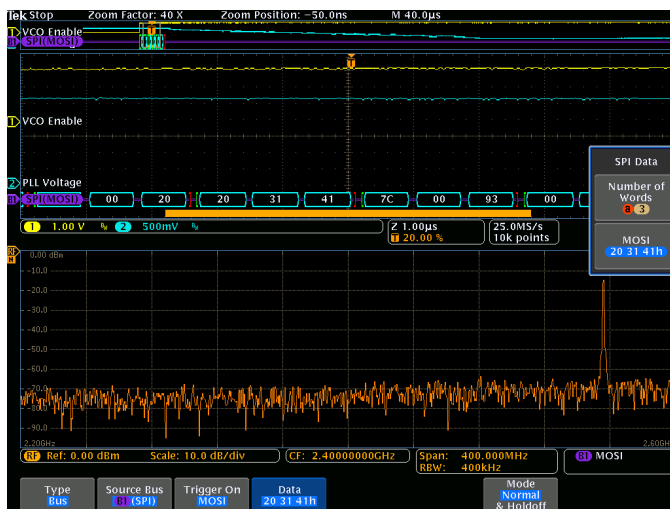 Tek Stop Zoom Factor: 40 X Zoom Position: -50.0ns M 40.0µs
1 VCO Enable
B1 SPI(MOSI)
T
1 VCO Enable
2 PLL Voltage
B1 SPI(MOSI) 00 20 20 31 41 7C 00 93 00
SPI Data
Number of
Words
a 3
MOSI
20 31 41h
1 1.00 V BW 2 500mV BW
Z 1.00µs
T 20.00 %
25.0MS/s
10k points
RF 0.00 dBm
-10.0
-20.0
-30.0
-40.0
-50.0
-60.0
-70.0
-80.0
-90.0
2.20GHz 2.60GHz
RF Ref: 0.00 dBm Scale: 10.0 dB/div
CF: 2.40000000GHz
Span: 400.000MHz
RBW: 400kHz
B1 MOSI
Type
Bus
Source Bus
B1 (SPI)
Trigger On
MOSI
Data
20 31 41h
Mode
Normal
& Holdoff